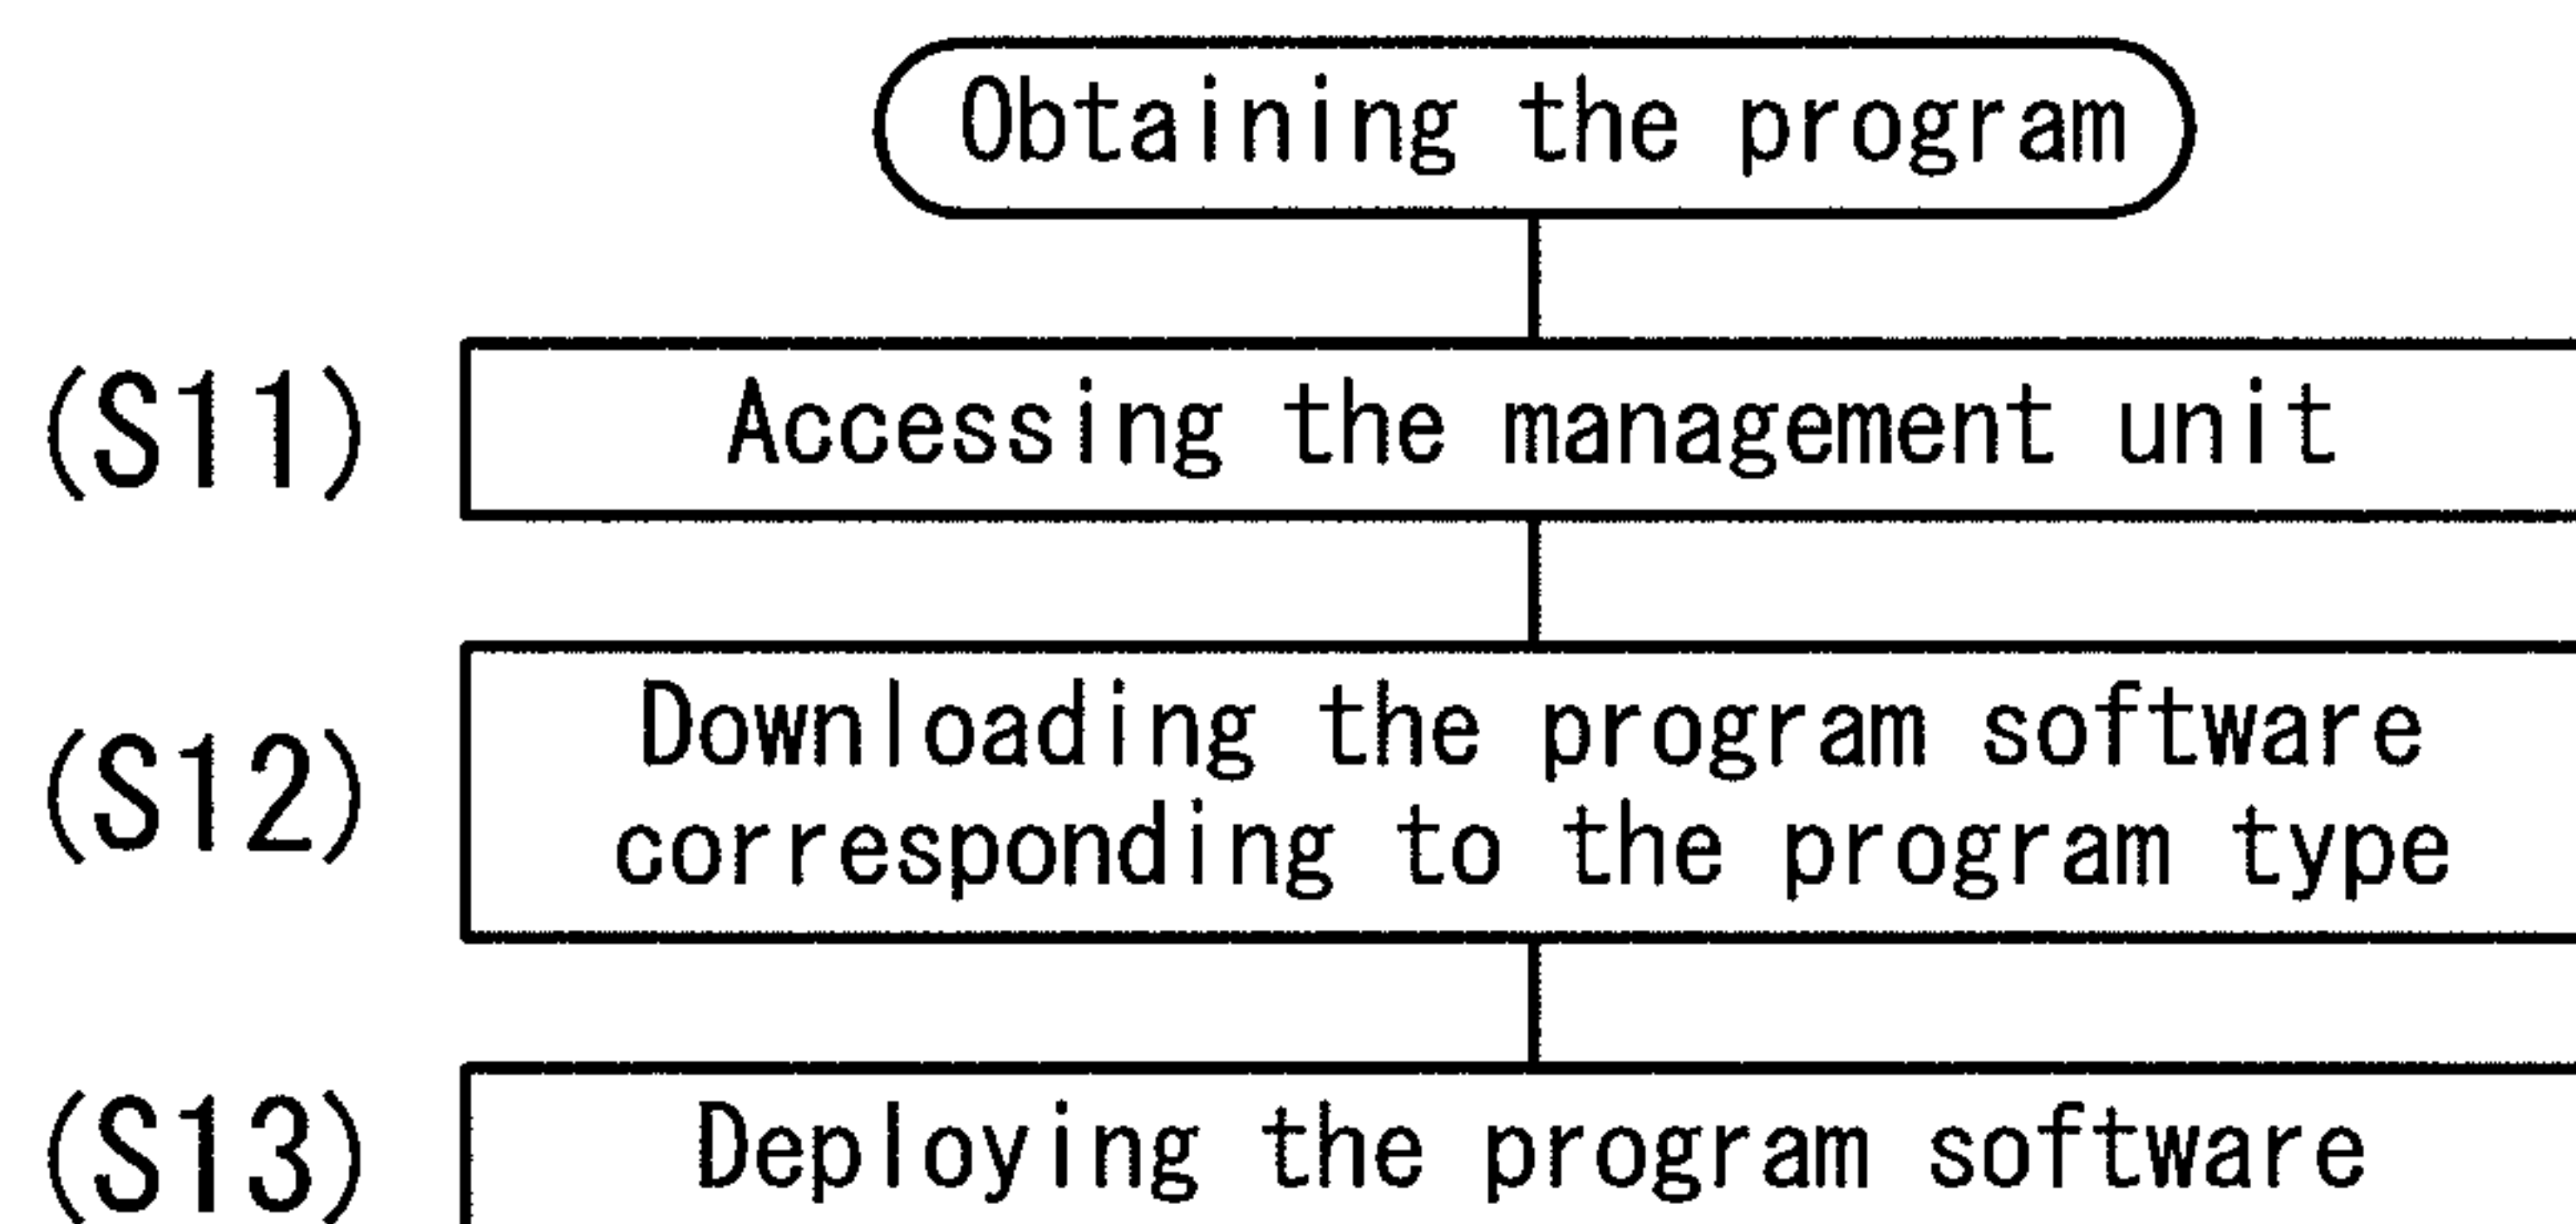 Obtaining the program
(S11) Accessing the management unit
(S12) Downloading the program software
corresponding to the program type
(S13) Deploying the program software